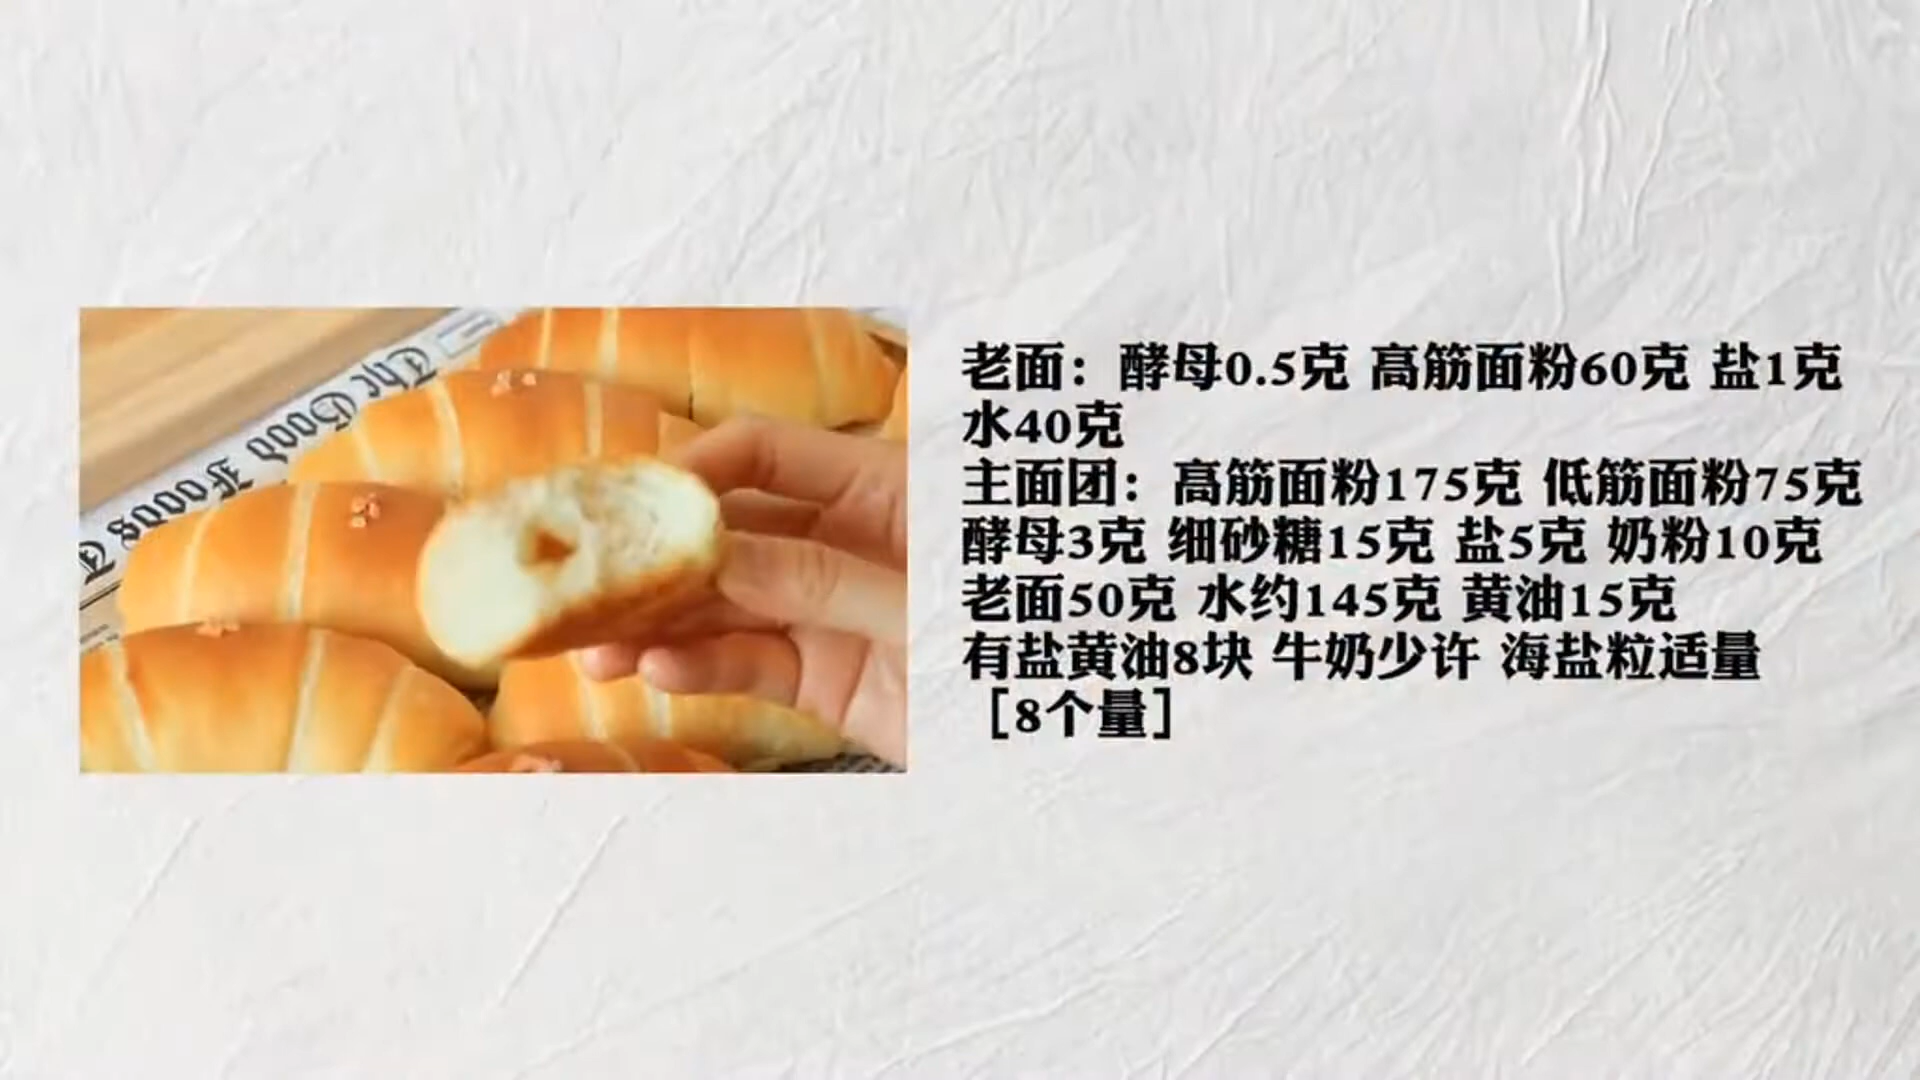 老面：酵母0.5克 高筋面粉60克 盐1克
水40克
主面团：高筋面粉175克 低筋面粉75克
酵母3克 细砂糖15克 盐5克 奶粉10克
老面50克 水约145克 黄油15克
有盐黄油8块 牛奶少许 海盐粒适量
［8个量］
The Good Foods